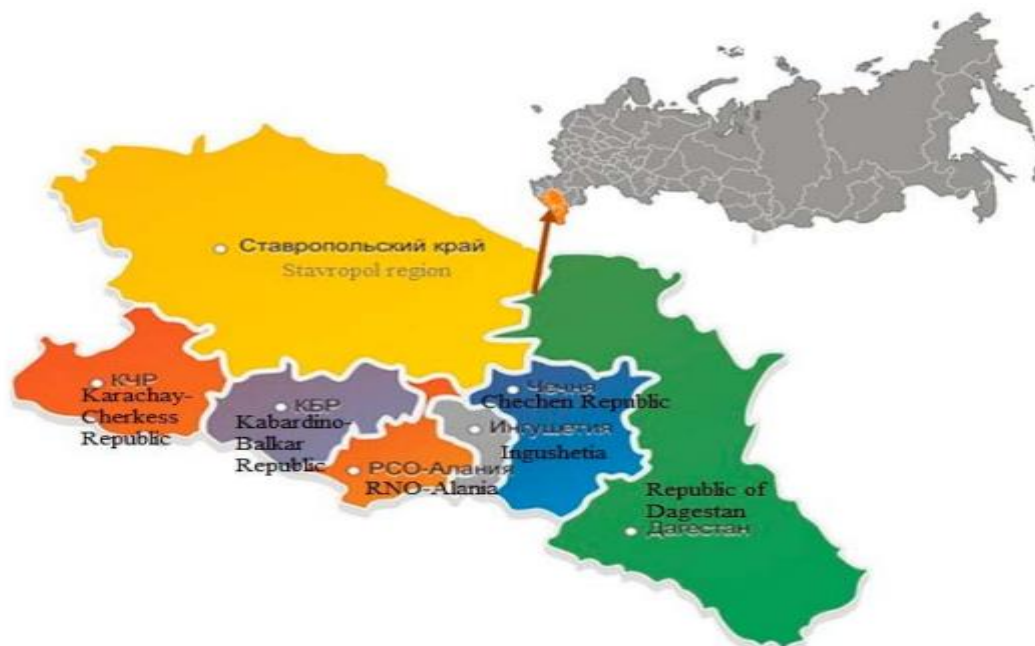 Ставропольский край
Stavropol region
КЧР
Karachay-
Cherkess
Republic
КБР
Kabardino-
Balkar
Republic
Чечня
Chechen Republic
Ингушетия
Ingushetia
РСО-Алания
RNO-Alania
Republic of
Dagestan
Дагестан